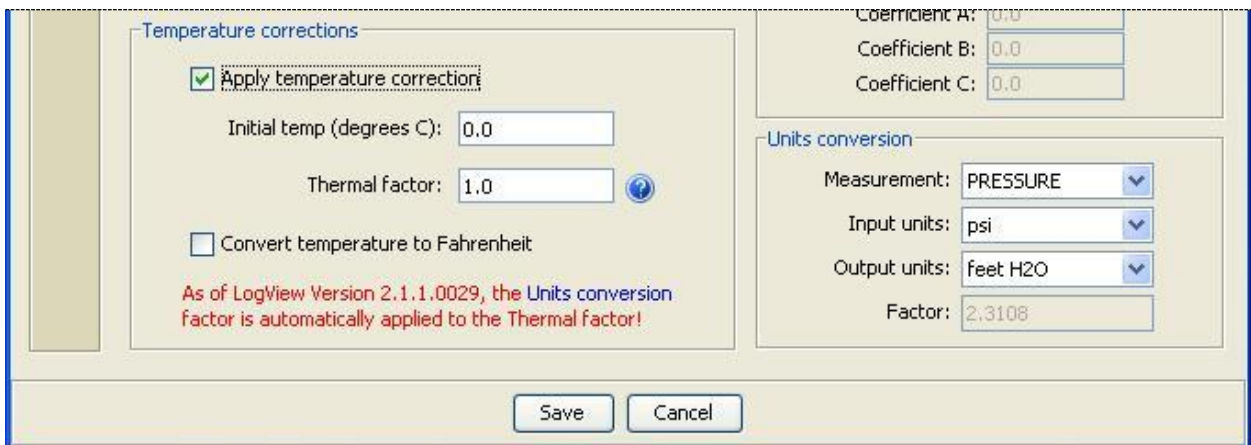 Temperature corrections
Apply temperature correction
Initial temp (degrees C): 0.0
Thermal factor: 1.0
Convert temperature to Fahrenheit
As of LogView Version 2.1.1.0029, the Units conversion
factor is automatically applied to the Thermal factor!
Coefficient A: 0.0
Coefficient B: 0.0
Coefficient C: 0.0
Units conversion
Measurement: PRESSURE
Input units: psi
Output units: feet H2O
Factor: 2.3108
Save Cancel